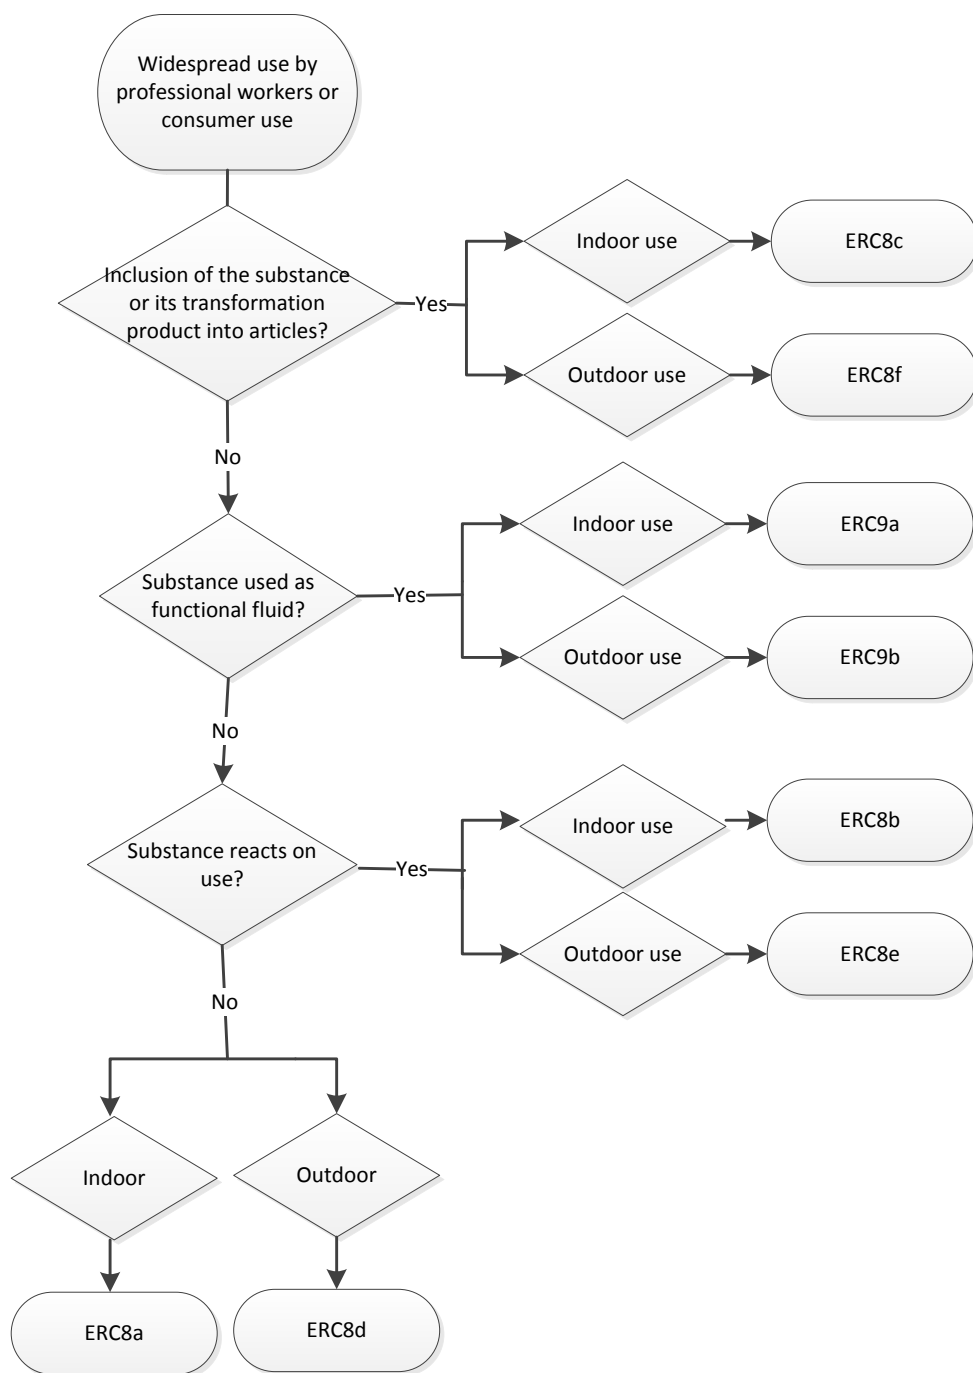 Widespread use by
professional workers or
consumer use
Inclusion of the substance
or its transformation
product into articles?
Yes
Indoor use
ERC8c
Outdoor use
ERC8f
No
Substance used as
functional fluid?
Yes
Indoor use
ERC9a
Outdoor use
ERC9b
No
Substance reacts on
use?
Yes
Indoor use
ERC8b
Outdoor use
ERC8e
No
Indoor
Outdoor
ERC8a
ERC8d